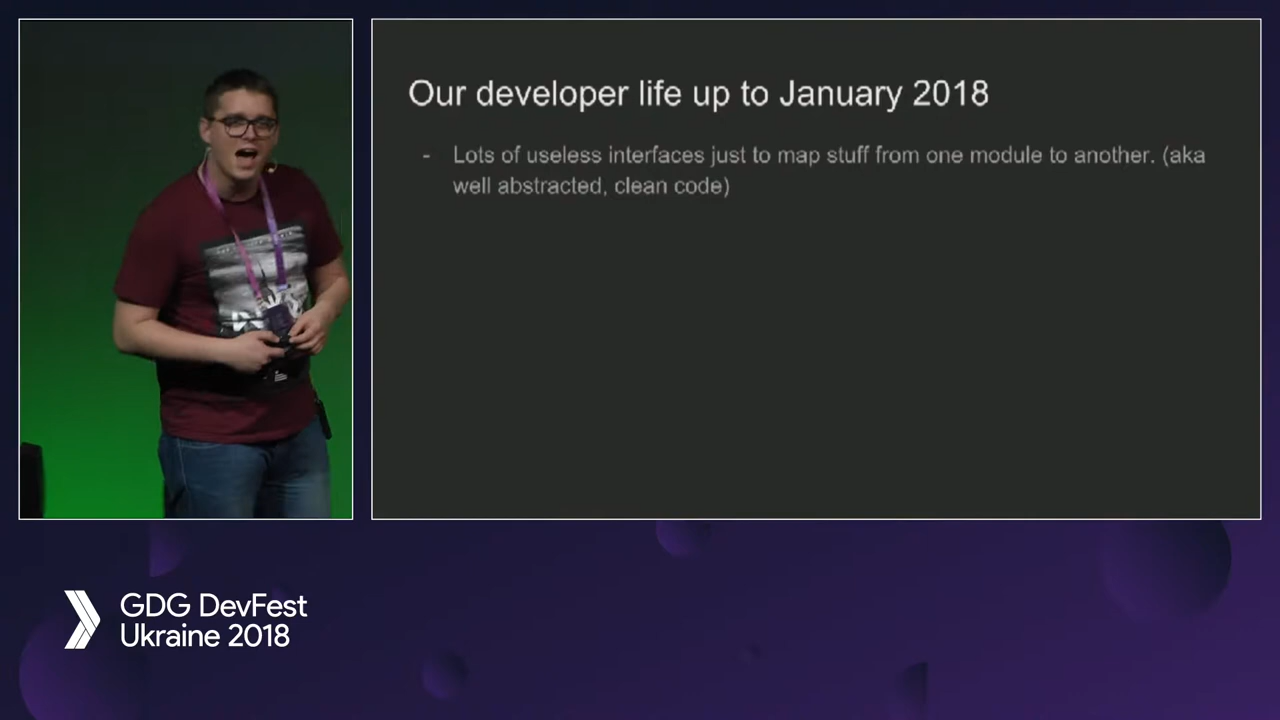 Our developer life up to January 2018
- Lots of useless interfaces just to map stuff from one module to another. (aka
well abstracted, clean code)
GDG DevFest
Ukraine 2018